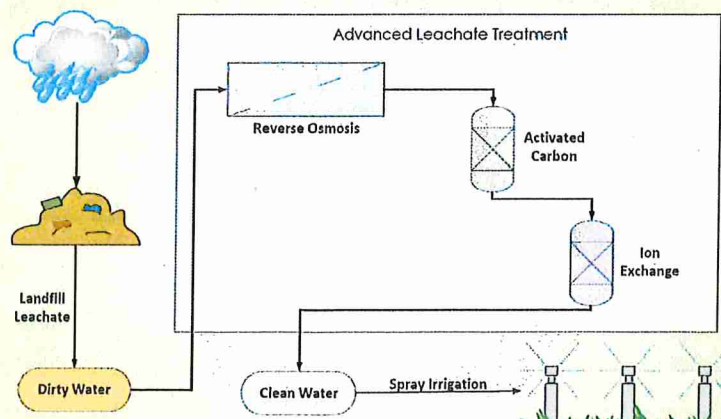 Advanced Leachate Treatment
Reverse Osmosis
Activated
Carbon
Ion
Exchange
Landfill
Leachate
Dirty Water
Clean Water
Spray Irrigation